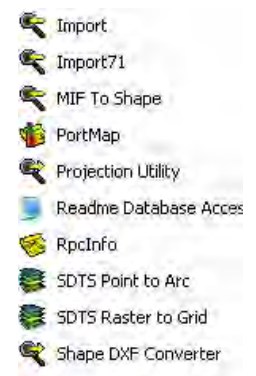 Import
Import71
MIF To Shape
PortMap
Projection Utility
Readme Database Acces
RpcInfo
SDTS Point to Arc
SDTS Raster to Grid
Shape DXF Converter